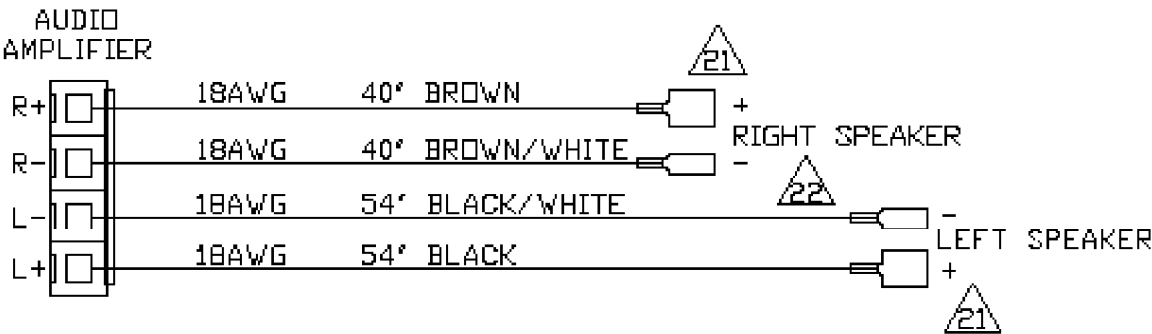 AUDIO
AMPLIFIER
21
R+ 18AWG 40" BROWN +
RIGHT SPEAKER
R- 18AWG 40" BROWN/WHITE -
22
L- 18AWG 54" BLACK/WHITE -
LEFT SPEAKER
L+ 18AWG 54" BLACK +
21